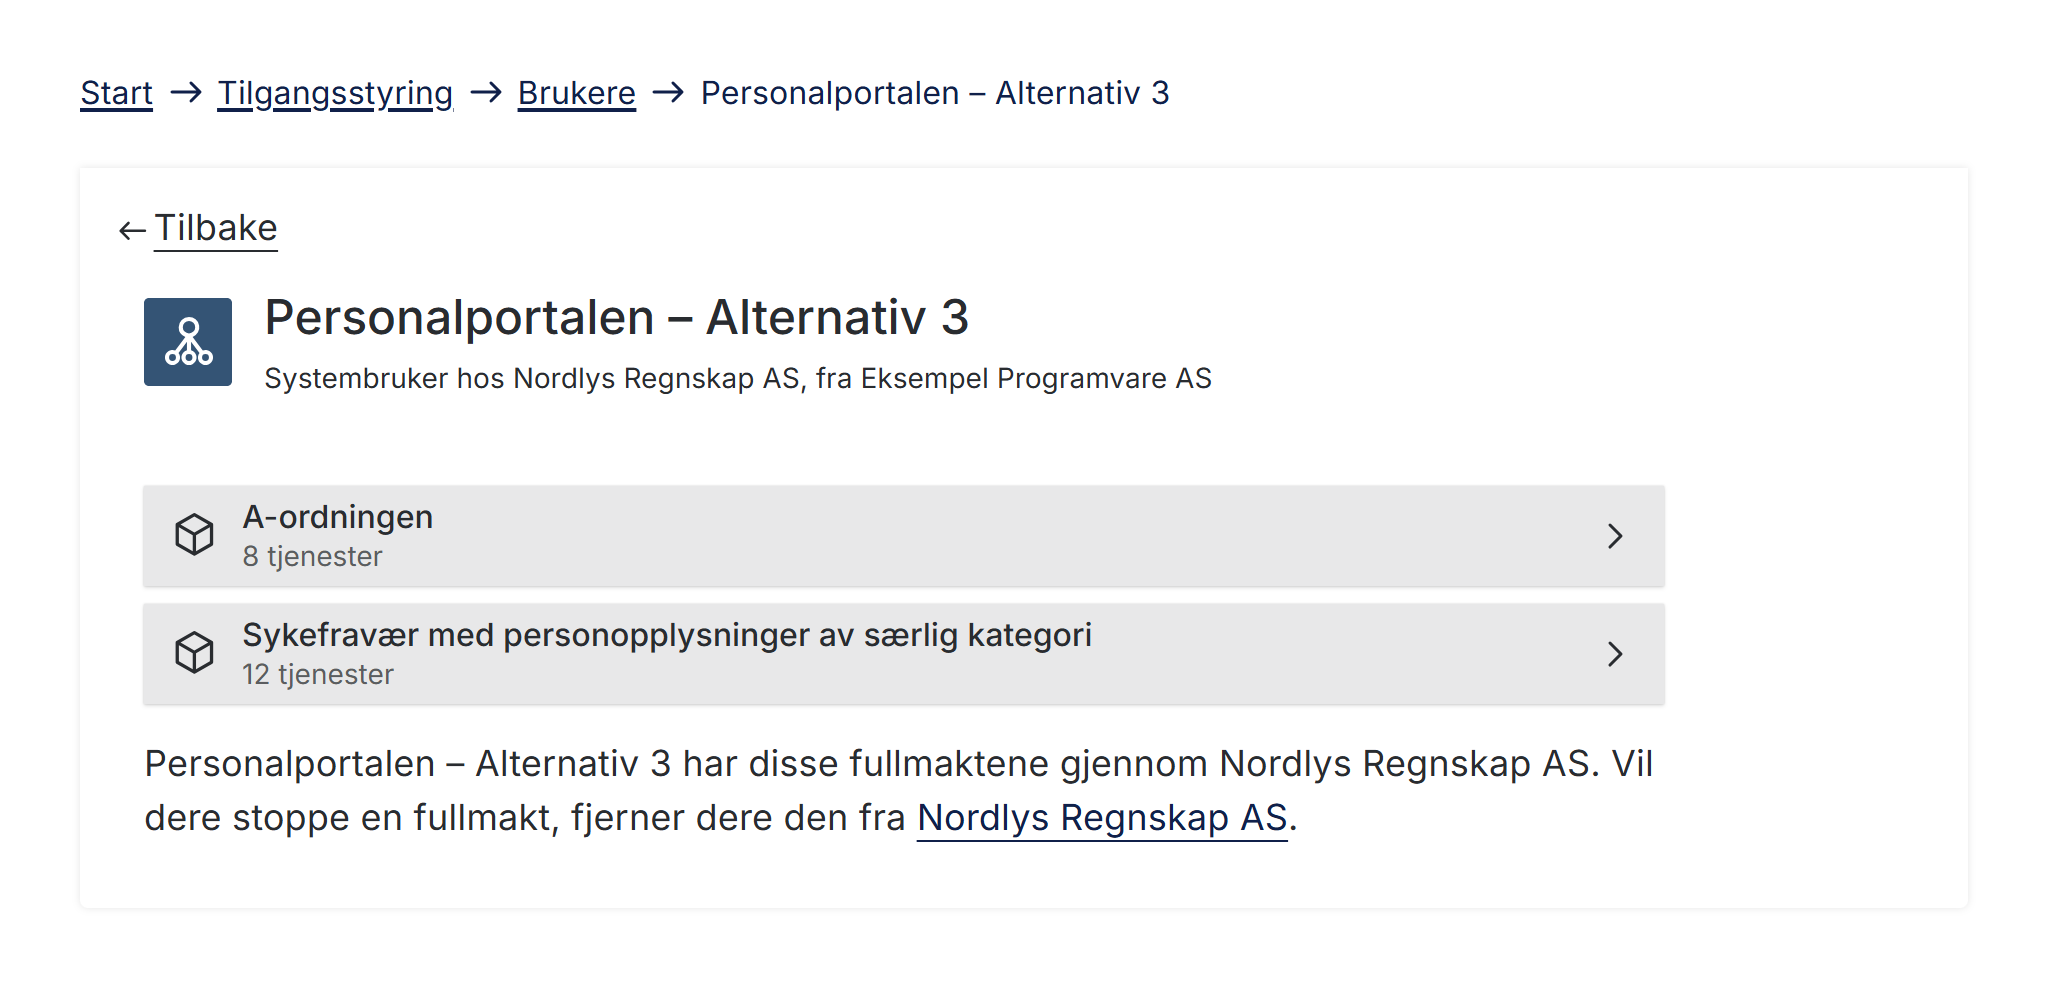 Start → Tilgangsstyring → Brukere → Personalportalen – Alternativ 3
← Tilbake
Personalportalen – Alternativ 3
Systembruker hos Nordlys Regnskap AS, fra Eksempel Programvare AS
A-ordningen
8 tjenester
Sykefravær med personopplysninger av særlig kategori
12 tjenester
Personalportalen – Alternativ 3 har disse fullmaktene gjennom Nordlys Regnskap AS. Vil
dere stoppe en fullmakt, fjerner dere den fra Nordlys Regnskap AS.